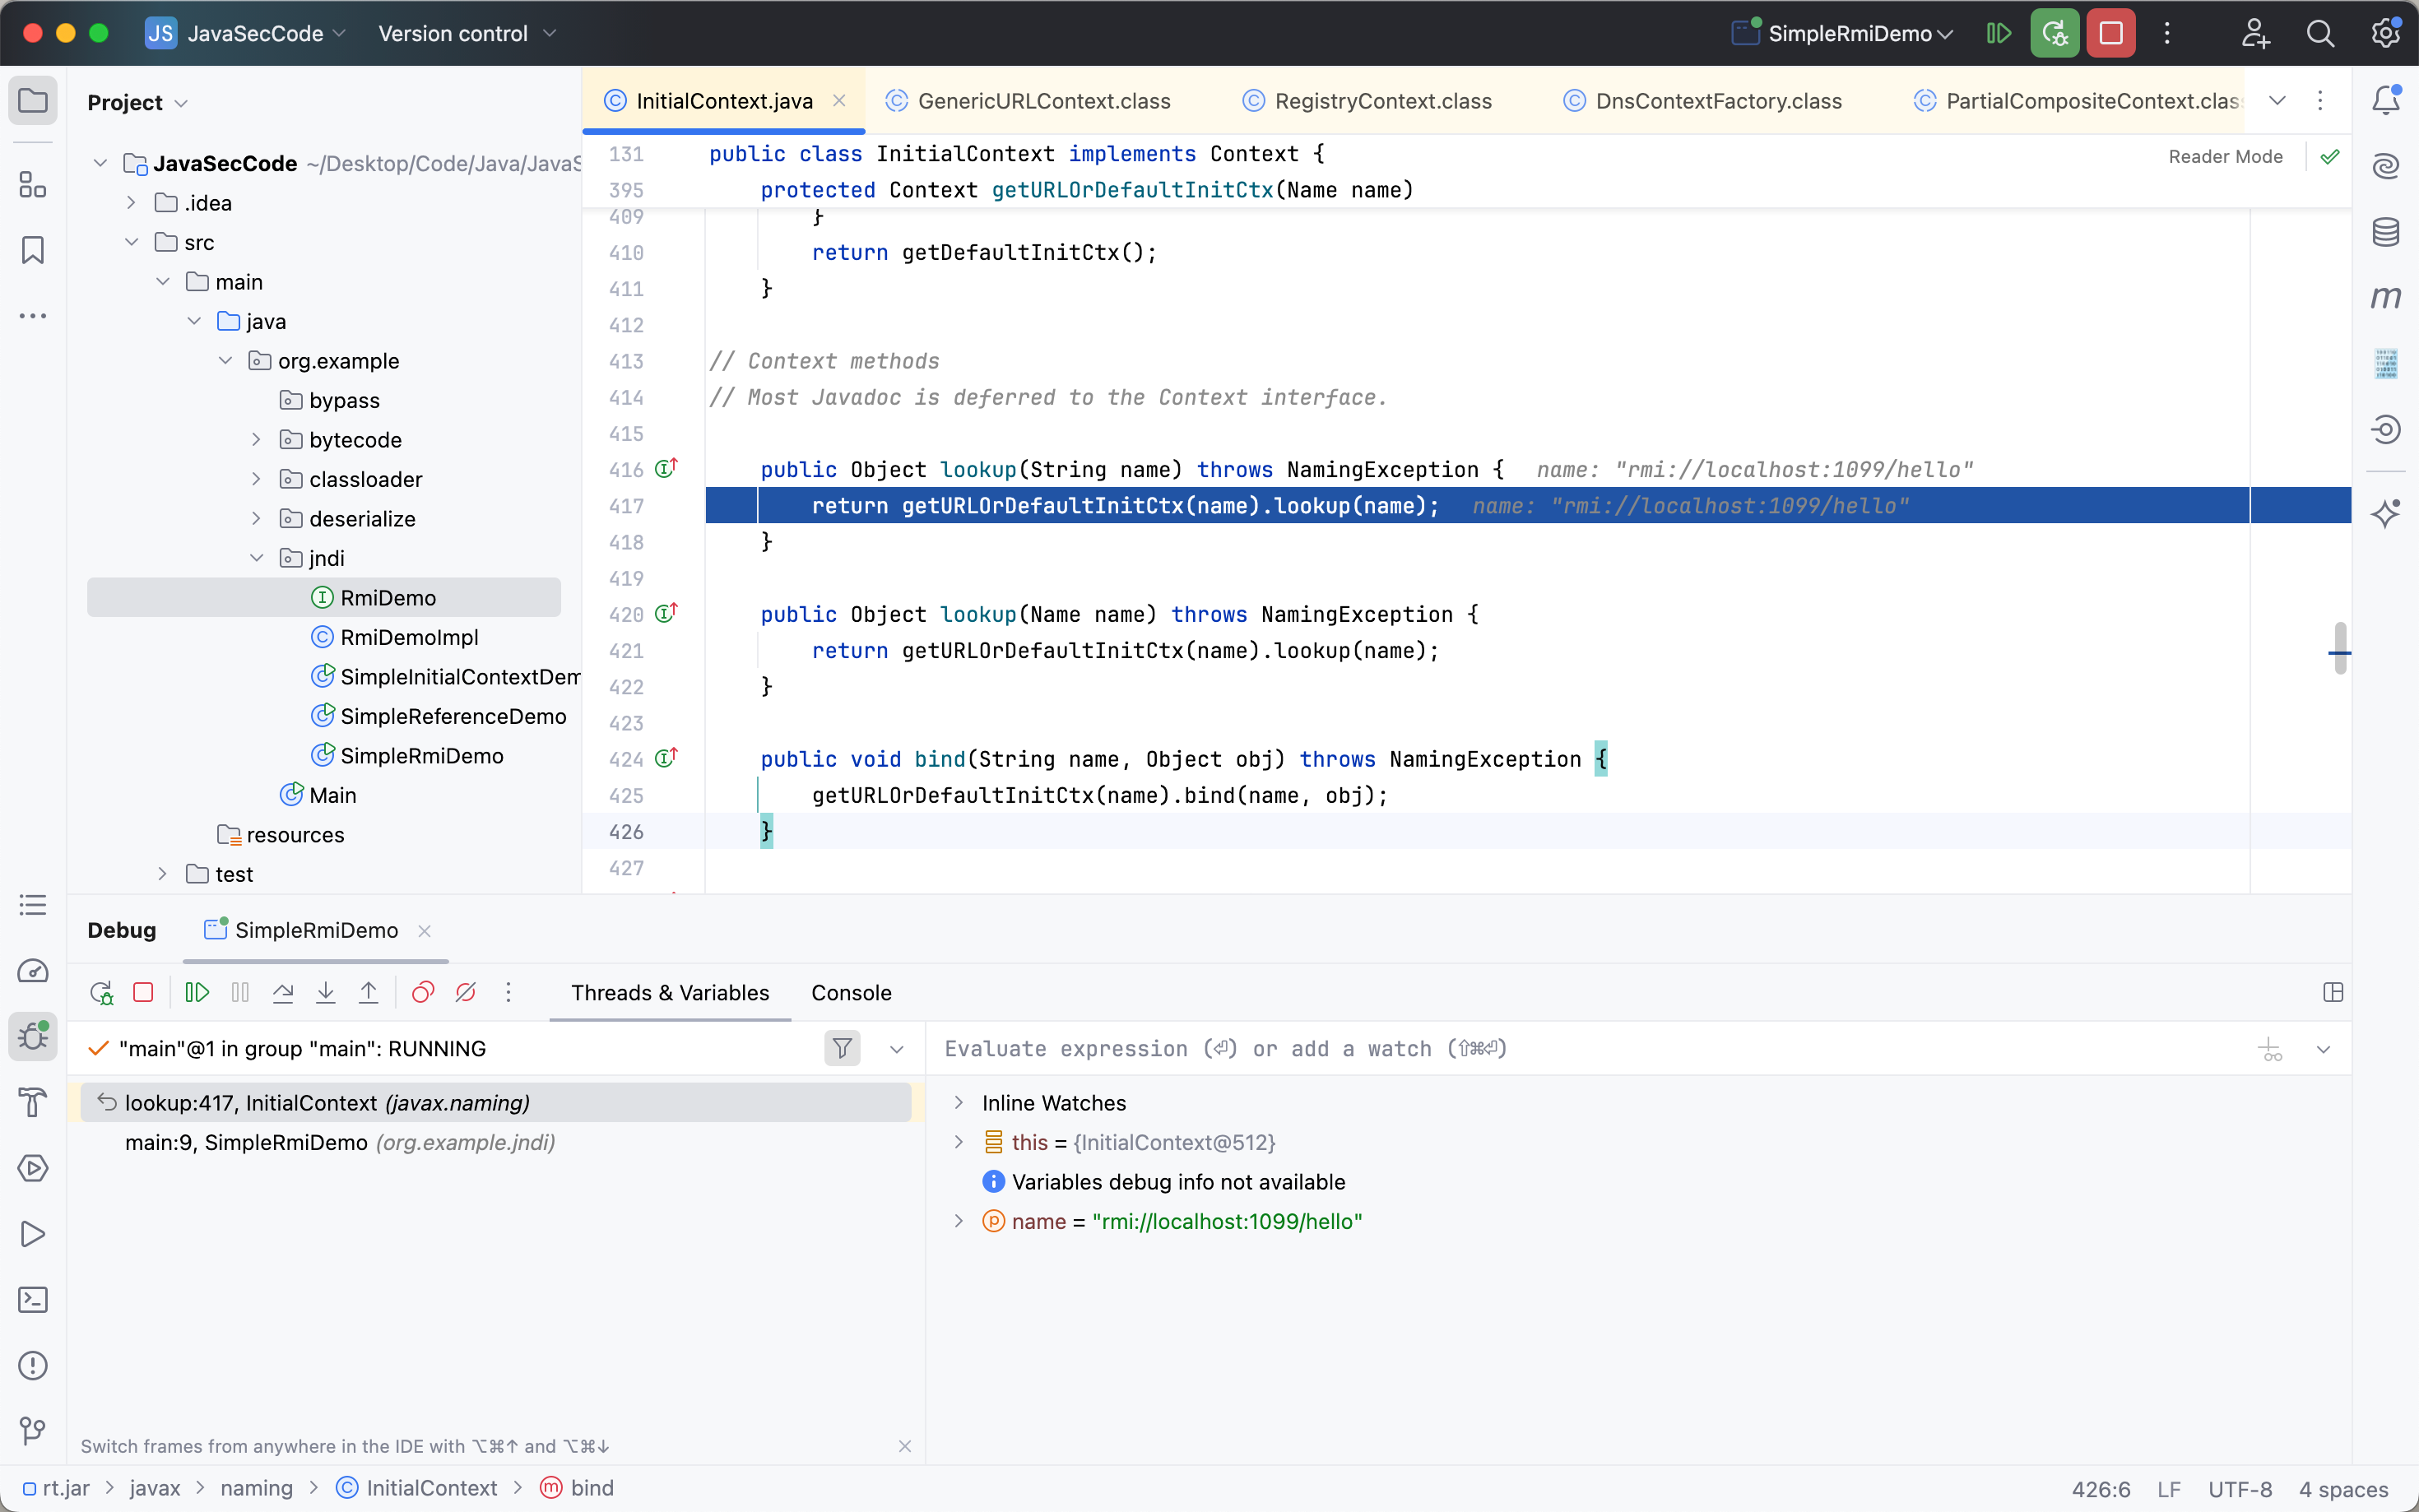 JS JavaSecCode Version control SimpleRmiDemo
Project
JavaSecCode ~/Desktop/Code/Java/JavaS
.idea
src
main
java
org.example
bypass
bytecode
classloader
deserialize
jndi
RmiDemo
RmiDemoImpl
SimpleInitialContextDem
SimpleReferenceDemo
SimpleRmiDemo
Main
resources
test
InitialContext.java GenericURLContext.class RegistryContext.class DnsContextFactory.class PartialCompositeContext.clas
Reader Mode
131 public class InitialContext implements Context {
395 protected Context getURLOrDefaultInitCtx(Name name)
409 }
410 return getDefaultInitCtx();
411 }
412
413 // Context methods
414 // Most Javadoc is deferred to the Context interface.
415
416 public Object lookup(String name) throws NamingException { name: "rmi://localhost:1099/hello"
417 return getURLOrDefaultInitCtx(name).lookup(name); name: "rmi://localhost:1099/hello"
418 }
419
420 public Object lookup(Name name) throws NamingException {
421 return getURLOrDefaultInitCtx(name).lookup(name);
422 }
423
424 public void bind(String name, Object obj) throws NamingException {
425 getURLOrDefaultInitCtx(name).bind(name, obj);
426 }
427
Debug SimpleRmiDemo
Threads & Variables Console
"main"@1 in group "main": RUNNING
lookup:417, InitialContext (javax.naming)
main:9, SimpleRmiDemo (org.example.jndi)
Switch frames from anywhere in the IDE with ⌥⌘↑ and ⌥⌘↓
Evaluate expression (⏎) or add a watch (⇧⌘⏎)
Inline Watches
this = {InitialContext@512}
Variables debug info not available
name = "rmi://localhost:1099/hello"
rt.jar > javax > naming > InitialContext > bind
426:6 LF UTF-8 4 spaces